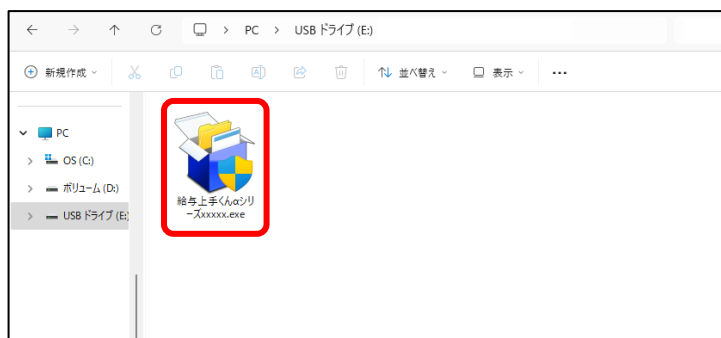 PC > USB ドライブ (E:)
新規作成 並べ替え 表示 •••
PC
OS (C:)
ボリューム (D:)
USB ドライブ (E:
給与上手くんαシリ
ーズxxxxx.exe